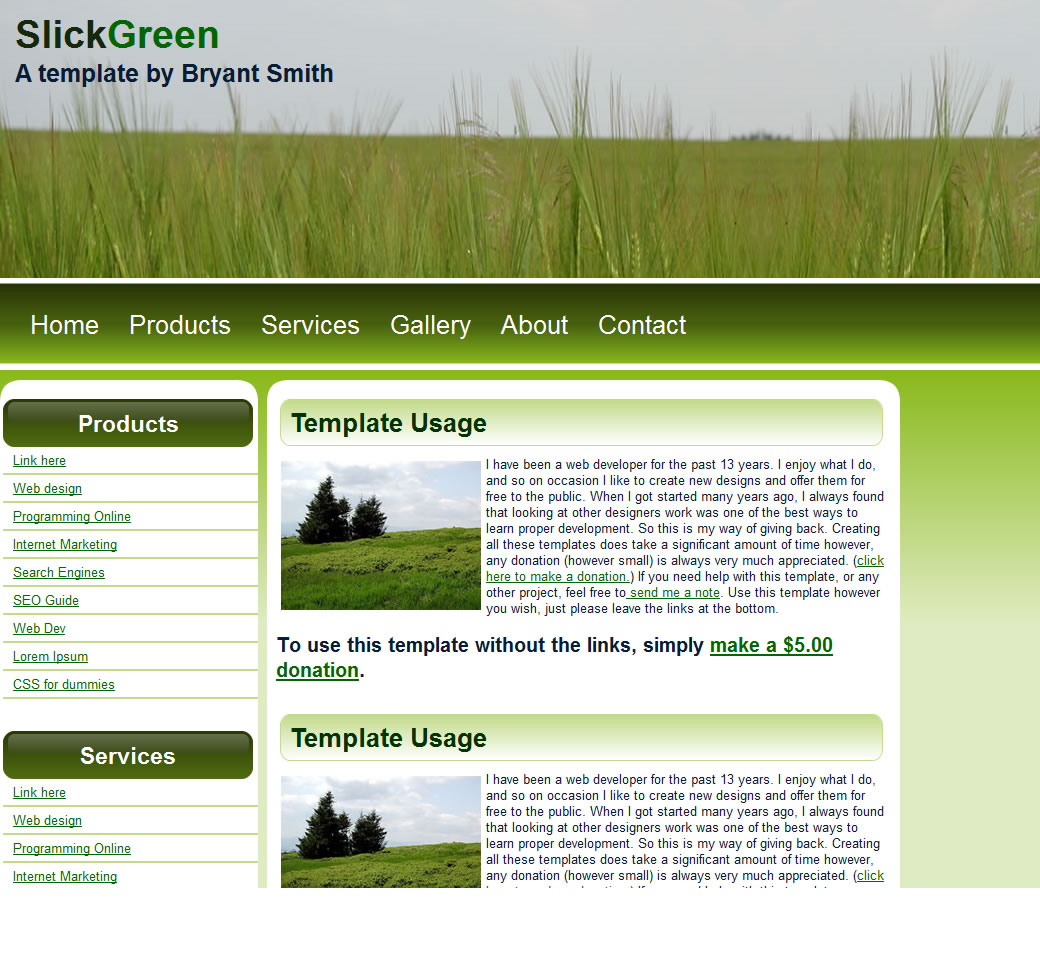 SlickGreen
A template by Bryant Smith
Home Products Services Gallery About Contact
Products
Link here
Web design
Programming Online
Internet Marketing
Search Engines
SEO Guide
Web Dev
Lorem Ipsum
CSS for dummies
Services
Link here
Web design
Programming Online
Internet Marketing
Template Usage
I have been a web developer for the past 13 years. I enjoy what I do,
and so on occasion I like to create new designs and offer them for
free to the public. When I got started many years ago, I always found
that looking at other designers work was one of the best ways to
learn proper development. So this is my way of giving back. Creating
all these templates does take a significant amount of time however,
any donation (however small) is always very much appreciated. (click
here to make a donation.) If you need help with this template, or any
other project, feel free to send me a note. Use this template however
you wish, just please leave the links at the bottom.
To use this template without the links, simply make a $5.00
donation.
Template Usage
I have been a web developer for the past 13 years. I enjoy what I do,
and so on occasion I like to create new designs and offer them for
free to the public. When I got started many years ago, I always found
that looking at other designers work was one of the best ways to
learn proper development. So this is my way of giving back. Creating
all these templates does take a significant amount of time however,
any donation (however small) is always very much appreciated. (click